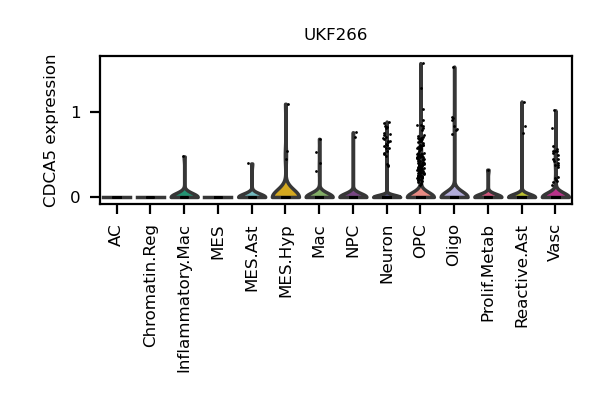 UKF266
CDCA5 expression
1
0
AC
Chromatin.Reg
Inflammatory.Mac
MES
MES.Ast
MES.Hyp
Mac
NPC
Neuron
OPC
Oligo
Prolif.Metab
Reactive.Ast
Vasc